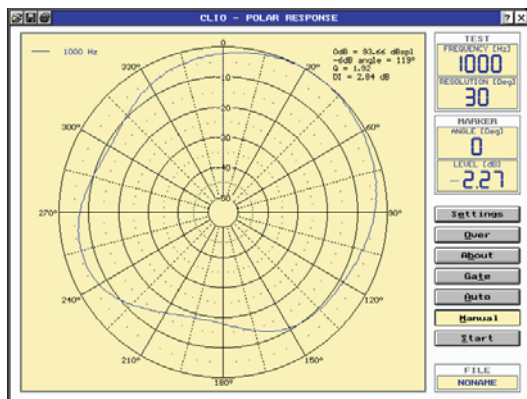 CLIO - POLAR RESPONSE
? ×
1000 Hz
0dB = 93.66 dBspl
-6dB angle = 119°
Q = 1.92
DI = 2.84 dB
0
330°
30°
-10
300°
-20
60°
-30
-40
-50
270°
90°
240°
120°
210°
150°
180°
TEST
FREQUENCY [Hz]
1000
RESOLUTION [Deg]
30
MARKER
ANGLE [Deg]
0
LEVEL [dB]
-2.27
Settings
Over
About
Gate
Auto
Manual
Start
FILE
NONAME